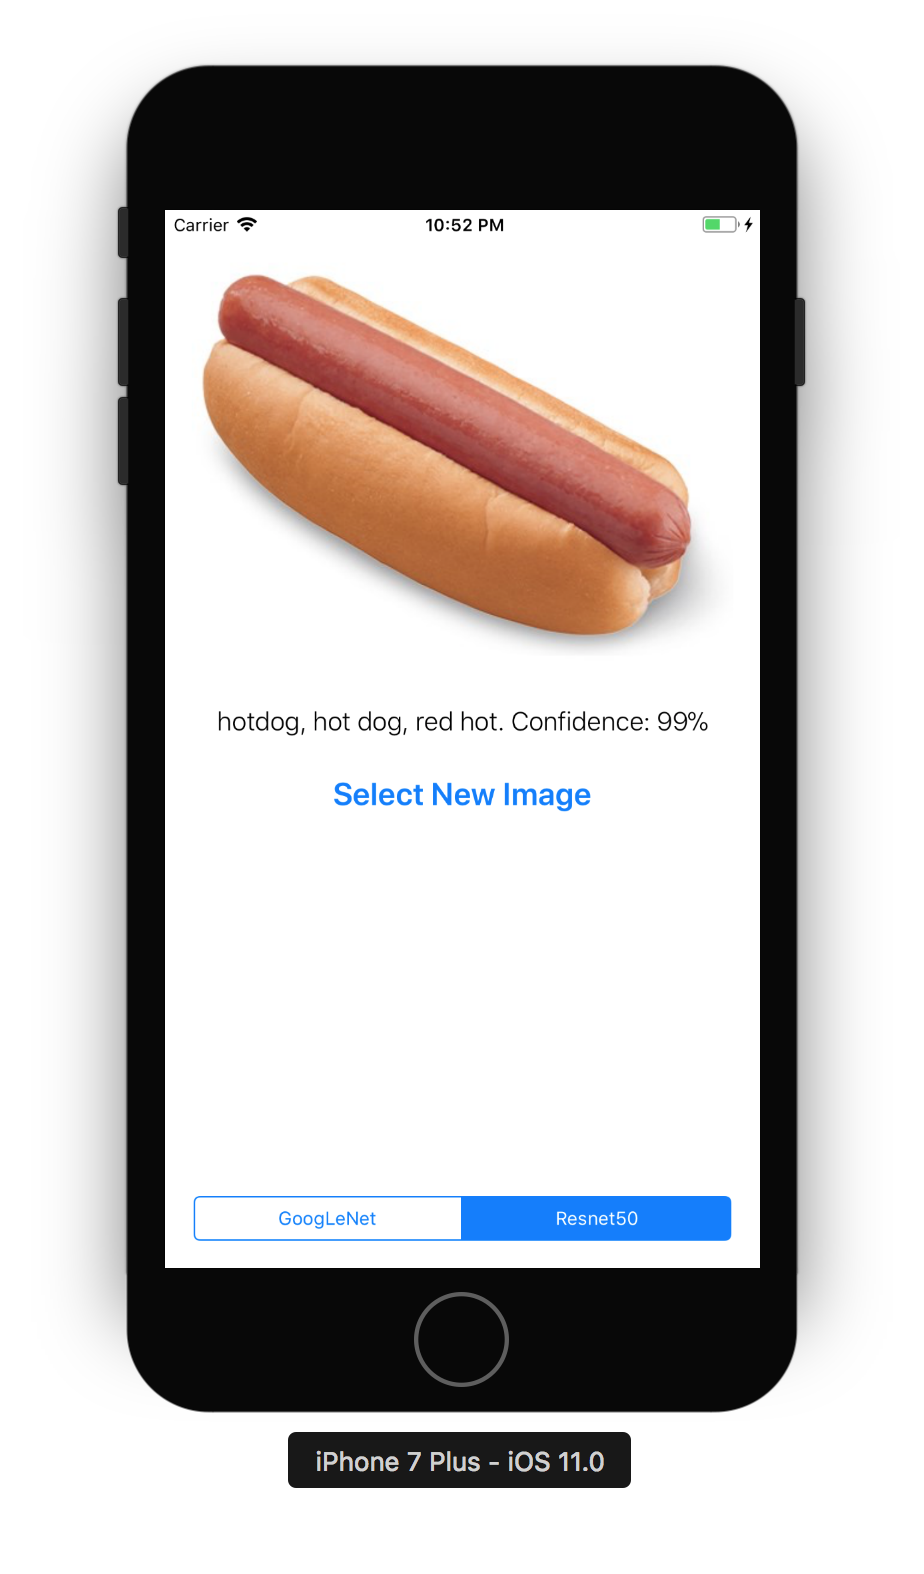 Carrier 10:52 PM
hotdog, hot dog, red hot. Confidence: 99%
Select New Image
GoogLeNet Resnet50
iPhone 7 Plus - iOS 11.0